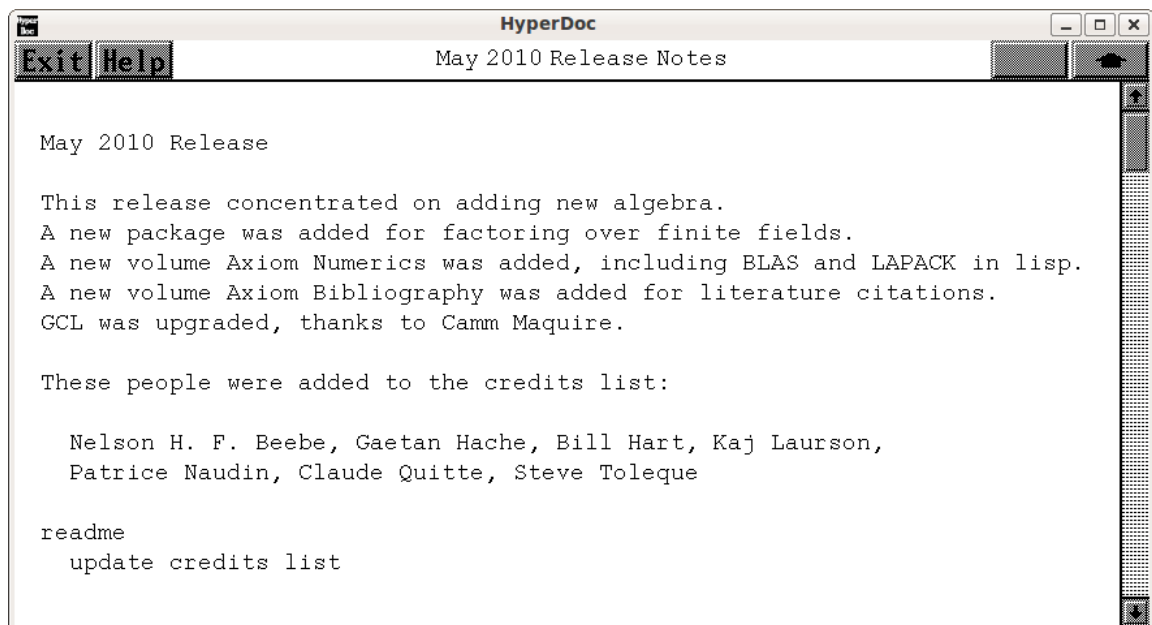 Hyper Doc
HyperDoc
Exit Help
May 2010 Release Notes
May 2010 Release
This release concentrated on adding new algebra.
A new package was added for factoring over finite fields.
A new volume Axiom Numerics was added, including BLAS and LAPACK in lisp.
A new volume Axiom Bibliography was added for literature citations.
GCL was upgraded, thanks to Camm Maquire.
These people were added to the credits list:
Nelson H. F. Beebe, Gaetan Hache, Bill Hart, Kaj Laurson,
Patrice Naudin, Claude Quitte, Steve Toleque
readme
update credits list